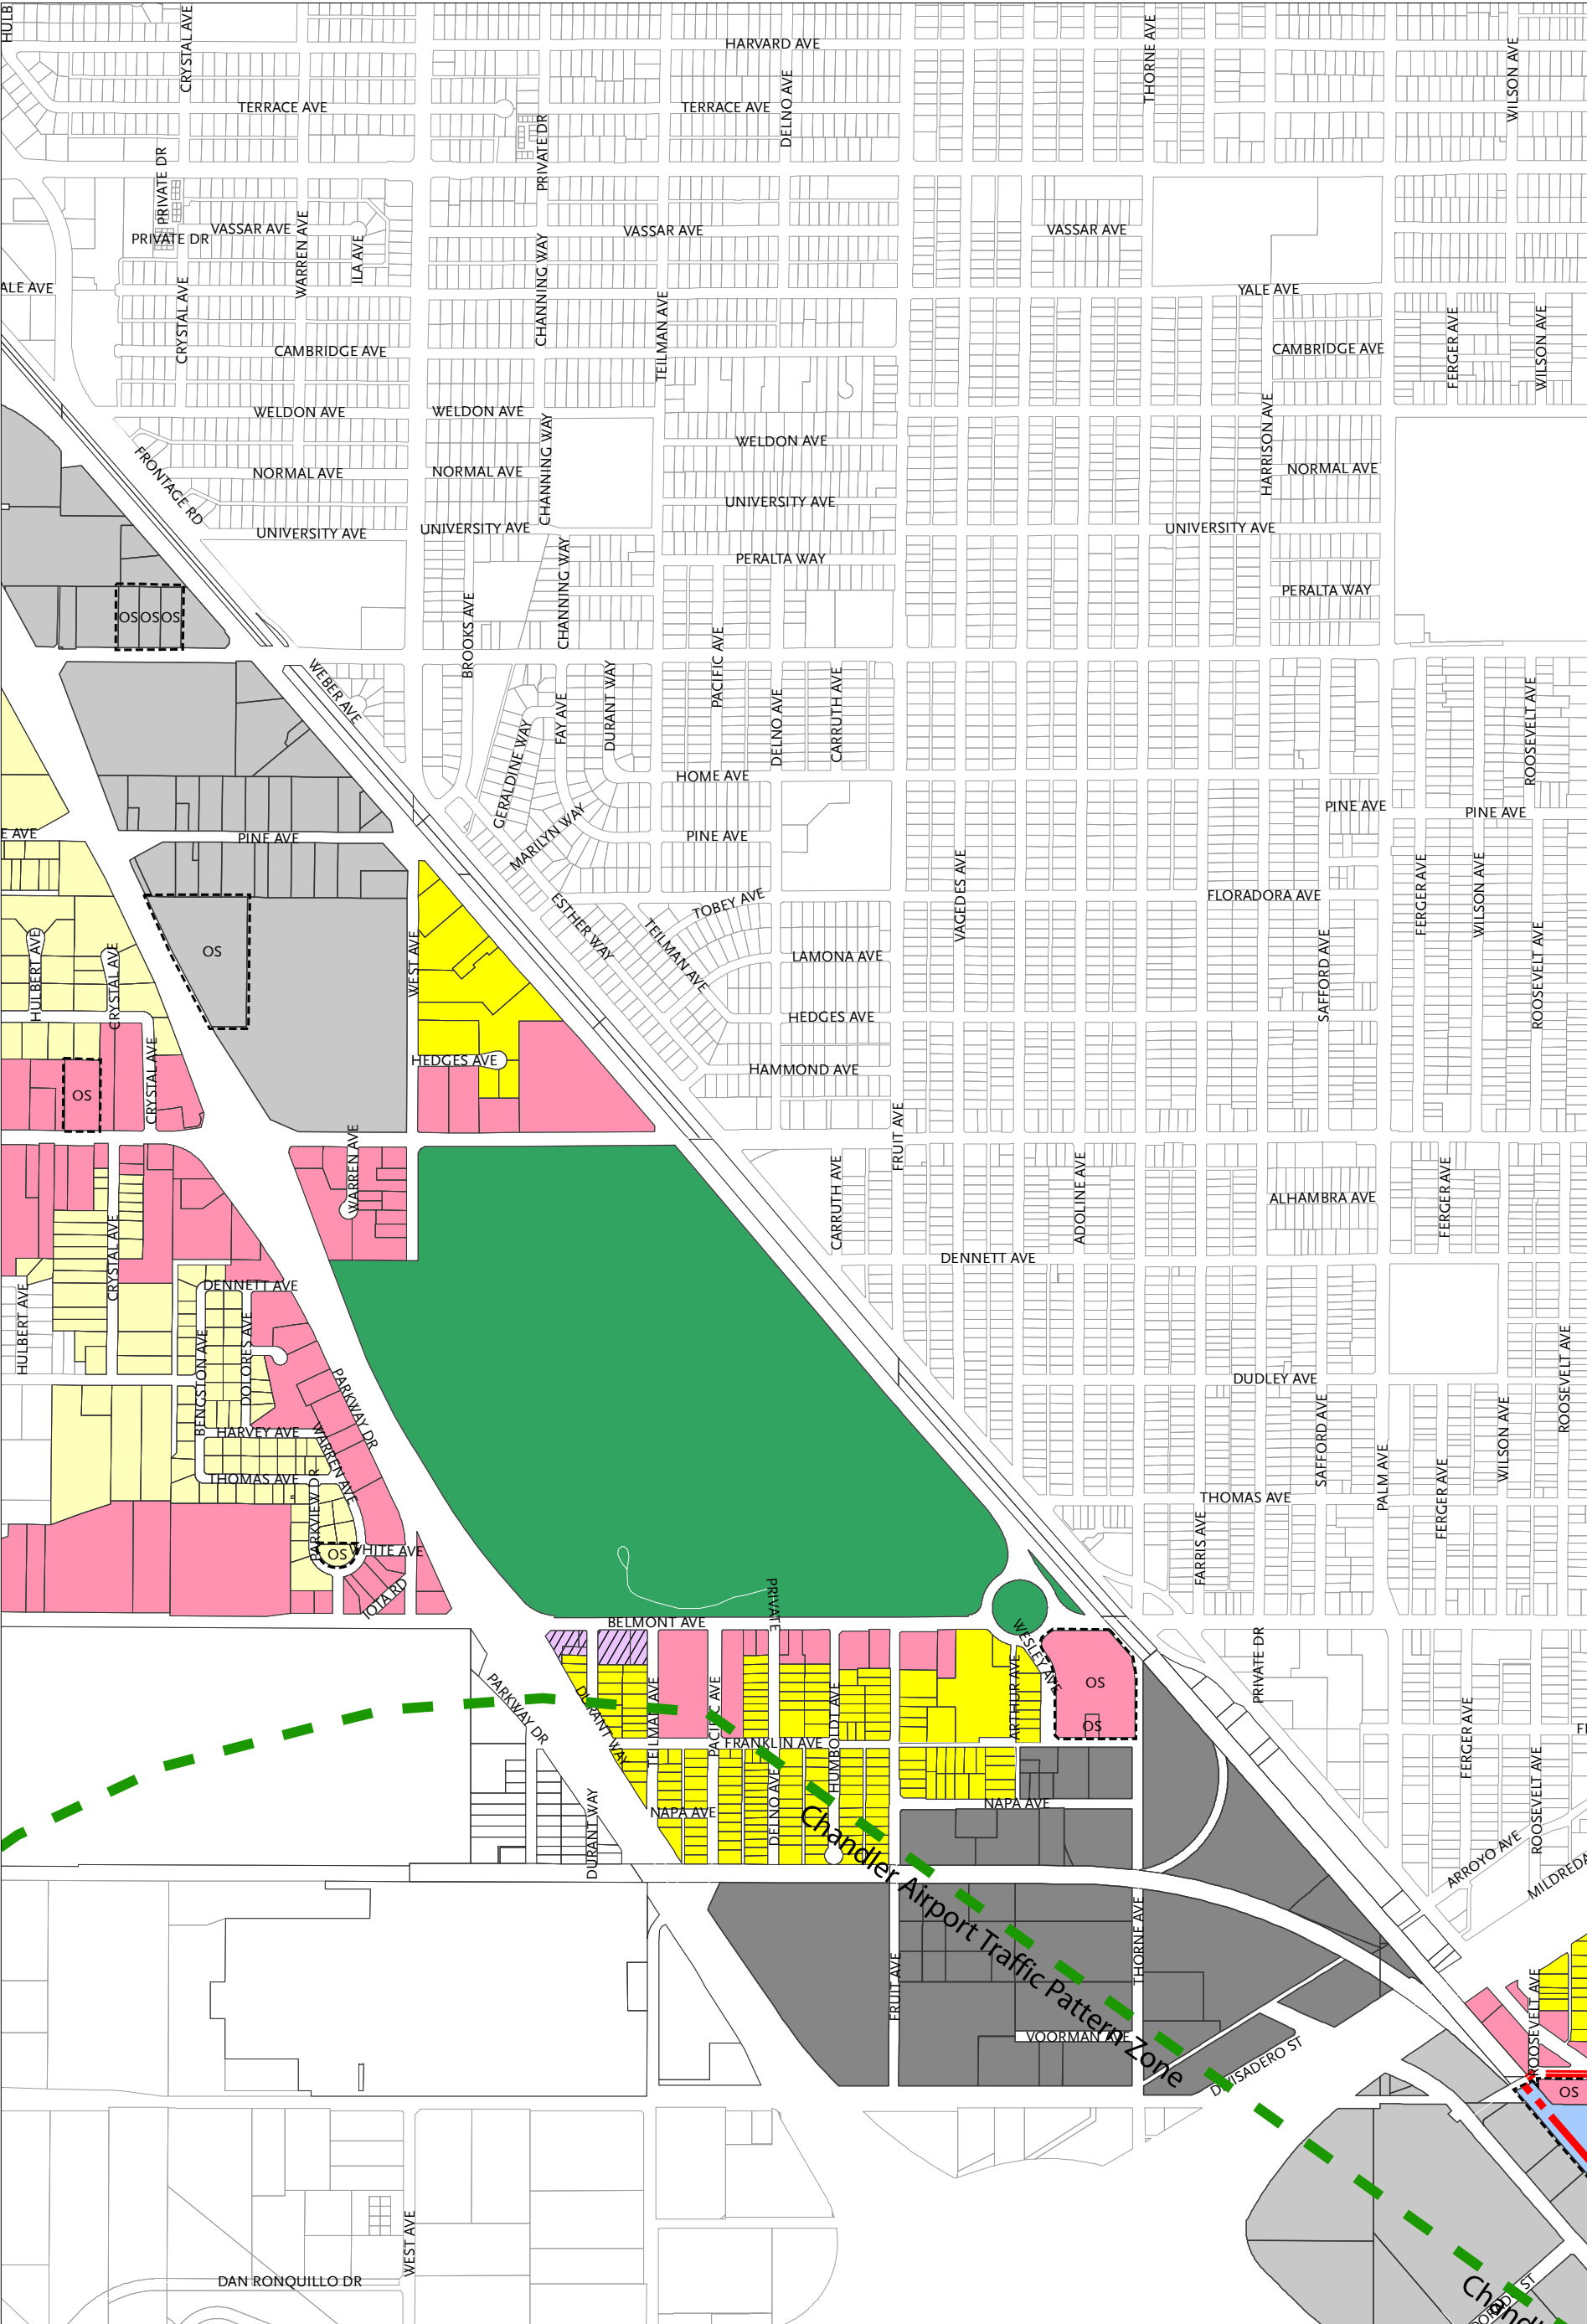 HULB
CRYSTAL AVE
HARVARD AVE
THORNE AVE
WILSON AVE
TERRACE AVE
TERRACE AVE
DELNO AVE
PRIVATE DR
PRIVATE DR
VASSAR AVE
PRIVATE DR
WARREN AVE
ILA AVE
VASSAR AVE
VASSAR AVE
ALE AVE
CRYSTAL AVE
CHANNING WAY
TEILMAN AVE
YALE AVE
CAMBRIDGE AVE
CAMBRIDGE AVE
FERGER AVE
WILSON AVE
WELDON AVE
WELDON AVE
CHANNING WAY
WELDON AVE
HARRISON AVE
FRONTAGE RD
NORMAL AVE
NORMAL AVE
NORMAL AVE
UNIVERSITY AVE
UNIVERSITY AVE
UNIVERSITY AVE
UNIVERSITY AVE
PERALTA WAY
CHANNING WAY
PERALTA WAY
OS
OS
OS
BROOKS AVE
WEBER AVE
PACIFIC AVE
DURANT WAY
FAY AVE
DELNO AVE
CARRUTH AVE
ROOSEVELT AVE
GERALDINE WAY
HOME AVE
MARILYN WAY
E AVE
PINE AVE
PINE AVE
PINE AVE
PINE AVE
VAGEDES AVE
FLORADORA AVE
FERGER AVE
WILSON AVE
TOBEY AVE
ESTHER WAY
TEILMAN AVE
OS
WEST AVE
HULBERT AVE
CRYSTAL AVE
LAMONA AVE
SAFFORD AVE
ROOSEVELT AVE
HEDGES AVE
HEDGES AVE
HAMMOND AVE
CRYSTAL AVE
OS
WARREN AVE
FRUIT AVE
CARRUTH AVE
ADOLINE AVE
ALHAMBRA AVE
FERGER AVE
CRYSTAL AVE
DENNETT AVE
DENNETT AVE
HULBERT AVE
BENGSTON AVE
DOLORES AVE
PARKWAY DR
DUDLEY AVE
SAFFORD AVE
ROOSEVELT AVE
HARVEY AVE
WARREN AVE
WILSON AVE
PALM AVE
THOMAS AVE
THOMAS AVE
FERGER AVE
PARKVIEW DR
FARRIS AVE
OS
WHITE AVE
IOTA RD
PRIVATE
BELMONT AVE
WESLEY AVE
PRIVATE DR
PARKWAY DR
DURANT WAY
TEILMAN AVE
PACIFIC AVE
HUMBOLDT AVE
ARTHUR AVE
OS
OS
FERGER AVE
FRANKLIN AVE
FI
ROOSEVELT AVE
DURANT WAY
NAPA AVE
DELNO AVE
NAPA AVE
Chandler Airport Traffic Pattern Zone
ARROYO AVE
MILDREDA
FRUIT AVE
THORNE AVE
VOORMAN AVE
DIVISADERO ST
ROOSEVELT AVE
OS
WEST AVE
DAN RONQUILLO DR